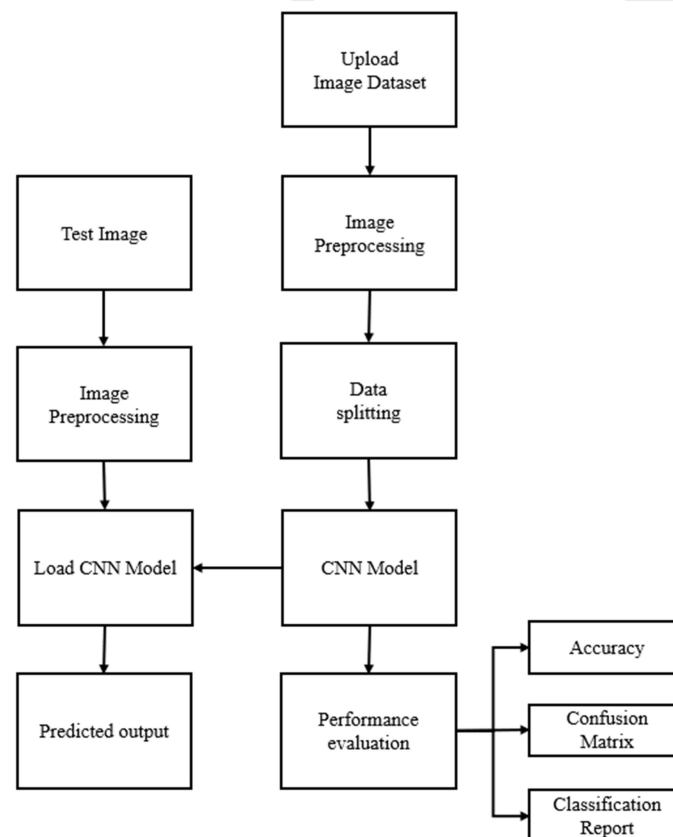 Upload
Image Dataset
Test Image
Image
Preprocessing
Image
Preprocessing
Data
splitting
Load CNN Model
CNN Model
Predicted output
Performance
evaluation
Accuracy
Confusion
Matrix
Classification
Report